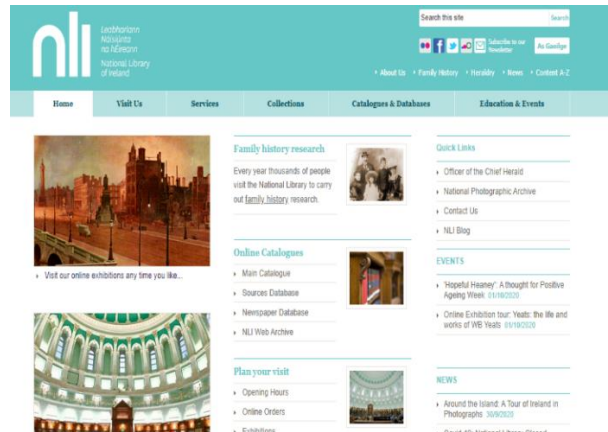 nli
Leabharlann
Náisiúnta
na hÉireann
National Library
of Ireland
Search this site
Search
Subscribe to our
Newsletter
As Gaeilge
About Us
Family History
Heraldry
News
Content A-Z
Home
Visit Us
Services
Collections
Catalogues & Databases
Education & Events
Visit our online exhibitions any time you like...
Family history research
Every year thousands of people
visit the National Library to carry
out family history research.
Online Catalogues
Main Catalogue
Sources Database
Newspaper Database
NLI Web Archive
Plan your visit
Opening Hours
Online Orders
Exhibitions
Quick Links
Officer of the Chief Herald
National Photographic Archive
Contact Us
NLI Blog
EVENTS
'Hopeful Heaney': A thought for Positive
Ageing Week 01/10/2020
Online Exhibition tour: Yeats: the life and
works of WB Yeats 01/10/2020
NEWS
Around the Island: A Tour of Ireland in
Photographs 30/9/2020
Covid-19: National Library Closed